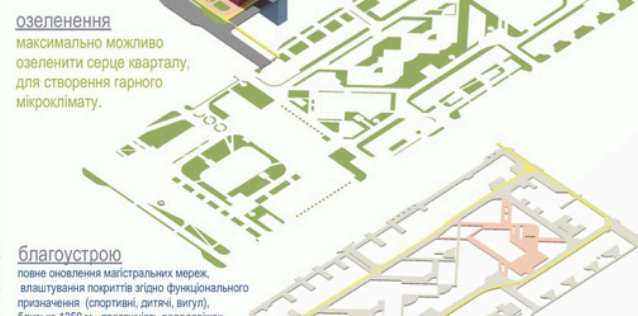 озеленення
максимально можливо
озеленити серце кварталу,
для створення гарного
мікроклімату.
благоустрою
повне оновлення магістральних мереж,
влаштування покриттів згідно функціонального
призначення (спортивні, дитячі, вигул),